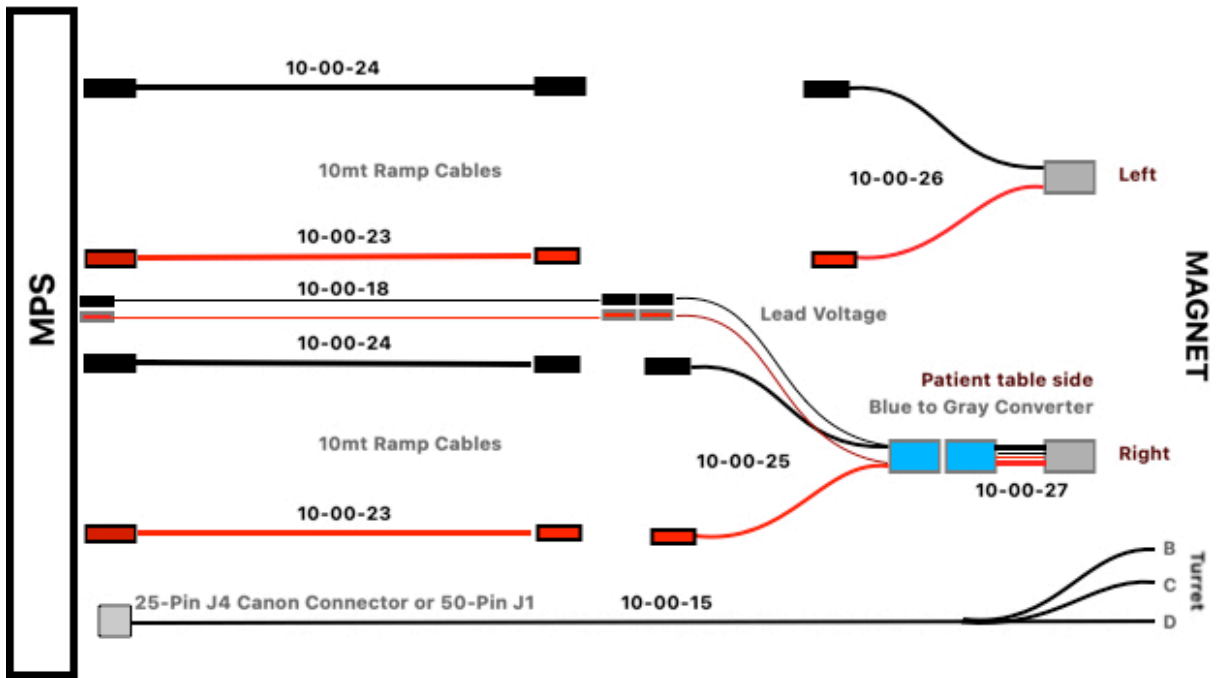 MPS
10-00-24
10mt Ramp Cables
10-00-26
Left
10-00-23
10-00-18
Lead Voltage
10-00-24
MAGNET
Patient table side
Blue to Gray Converter
10mt Ramp Cables
10-00-25
Right
10-00-27
10-00-23
25-Pin J4 Canon Connector or 50-Pin J1
10-00-15
B
C
D
Turret